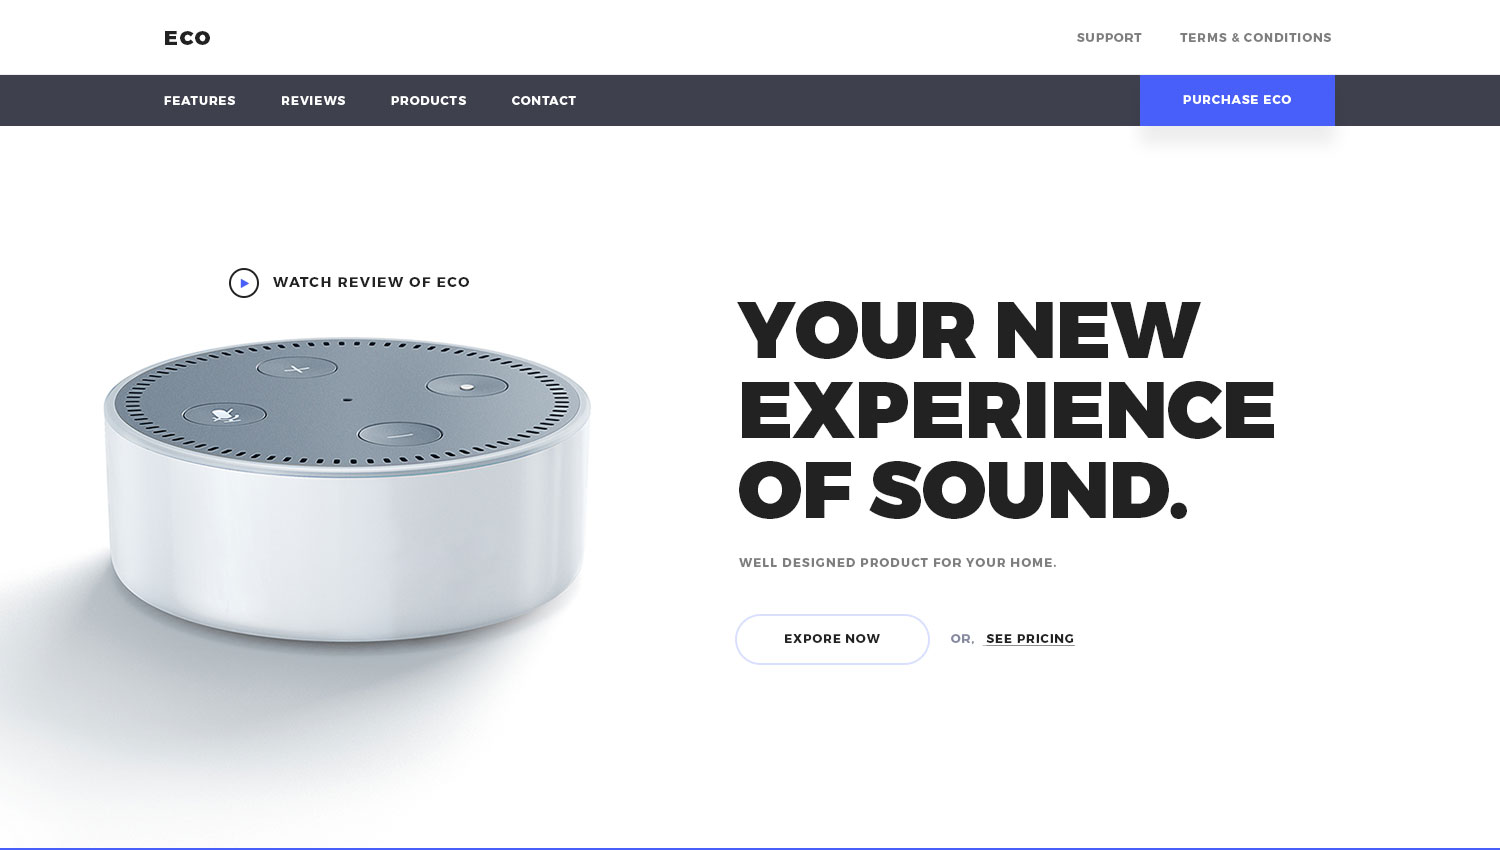 ECO
SUPPORT
TERMS & CONDITIONS
FEATURES
REVIEWS
PRODUCTS
CONTACT
PURCHASE ECO
WATCH REVIEW OF ECO
YOUR NEW
EXPERIENCE
OF SOUND.
WELL DESIGNED PRODUCT FOR YOUR HOME.
EXPORE NOW
OR, SEE PRICING